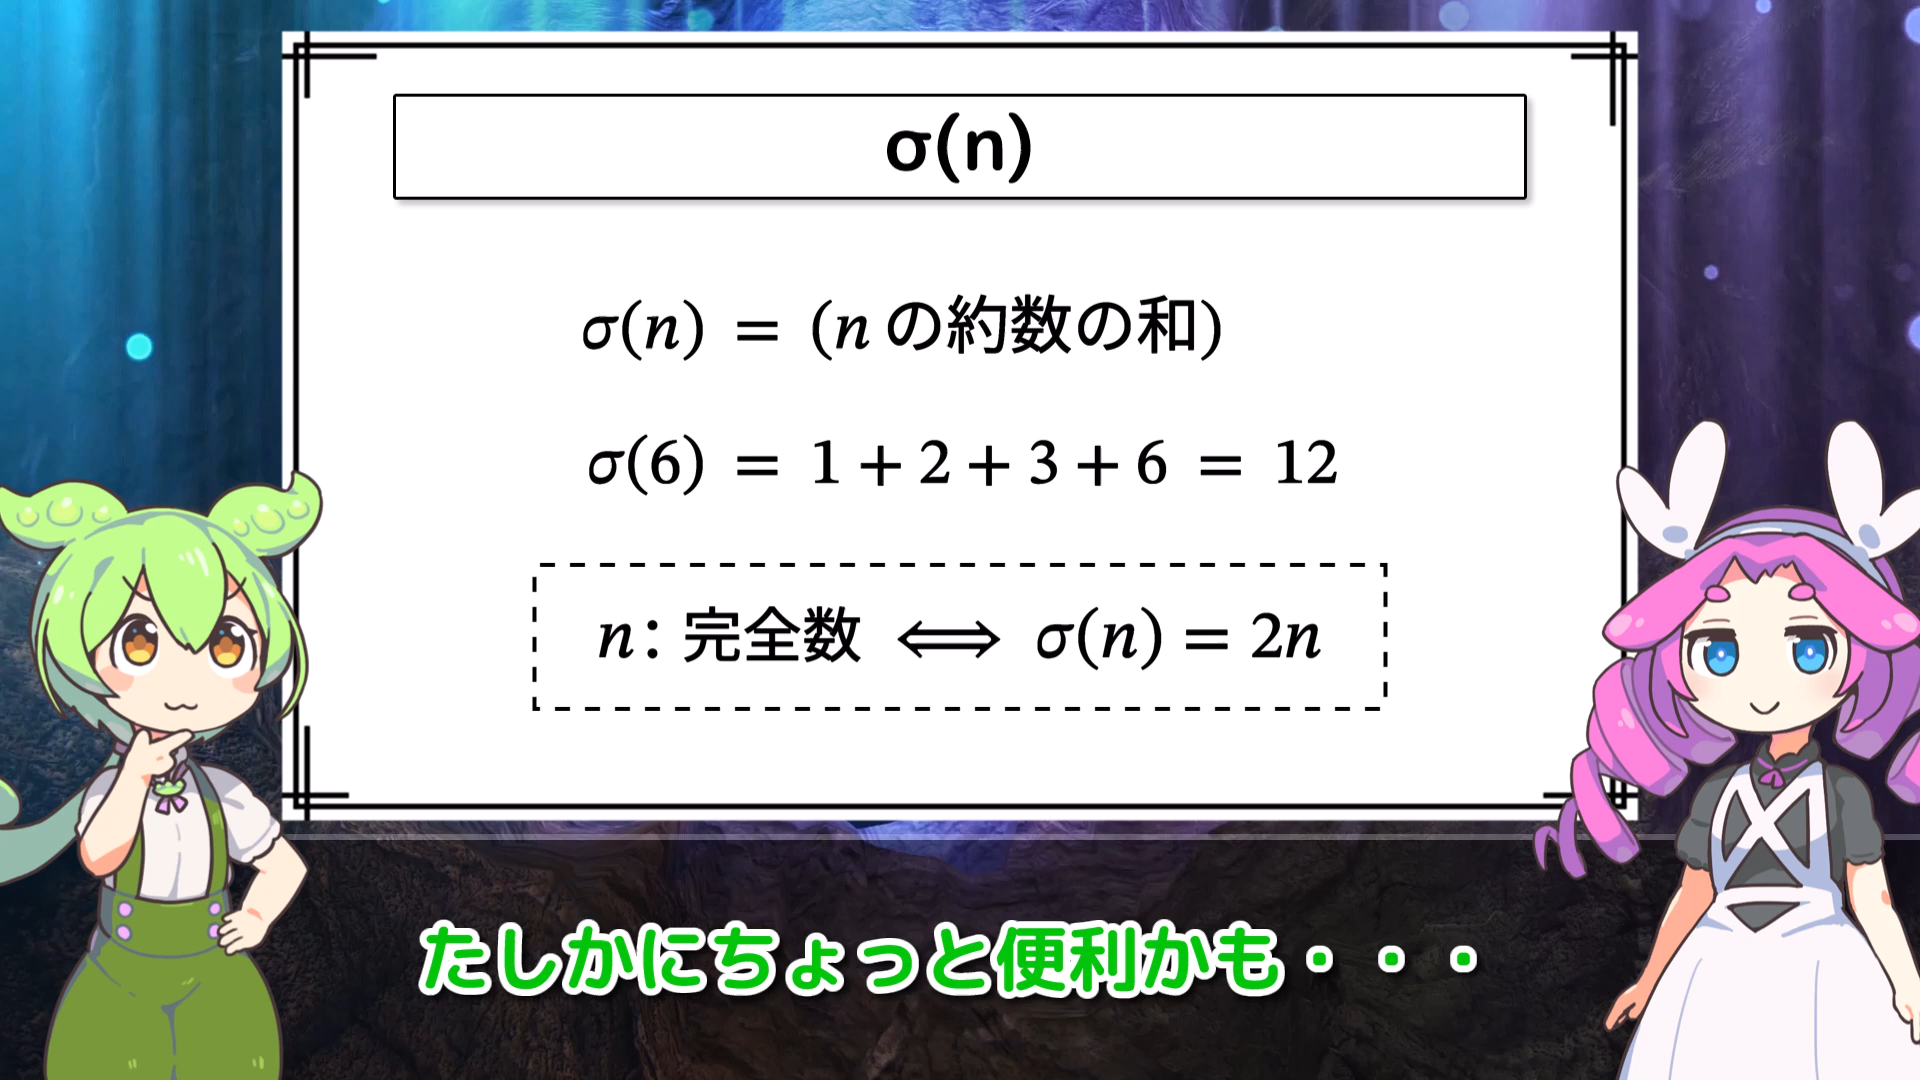 σ(n)
σ(n) = (n の約数の和)
σ(6) = 1 + 2 + 3 + 6 = 12
n : 完全数 ⟺ σ(n) = 2n
たしかにちょっと便利かも・・・